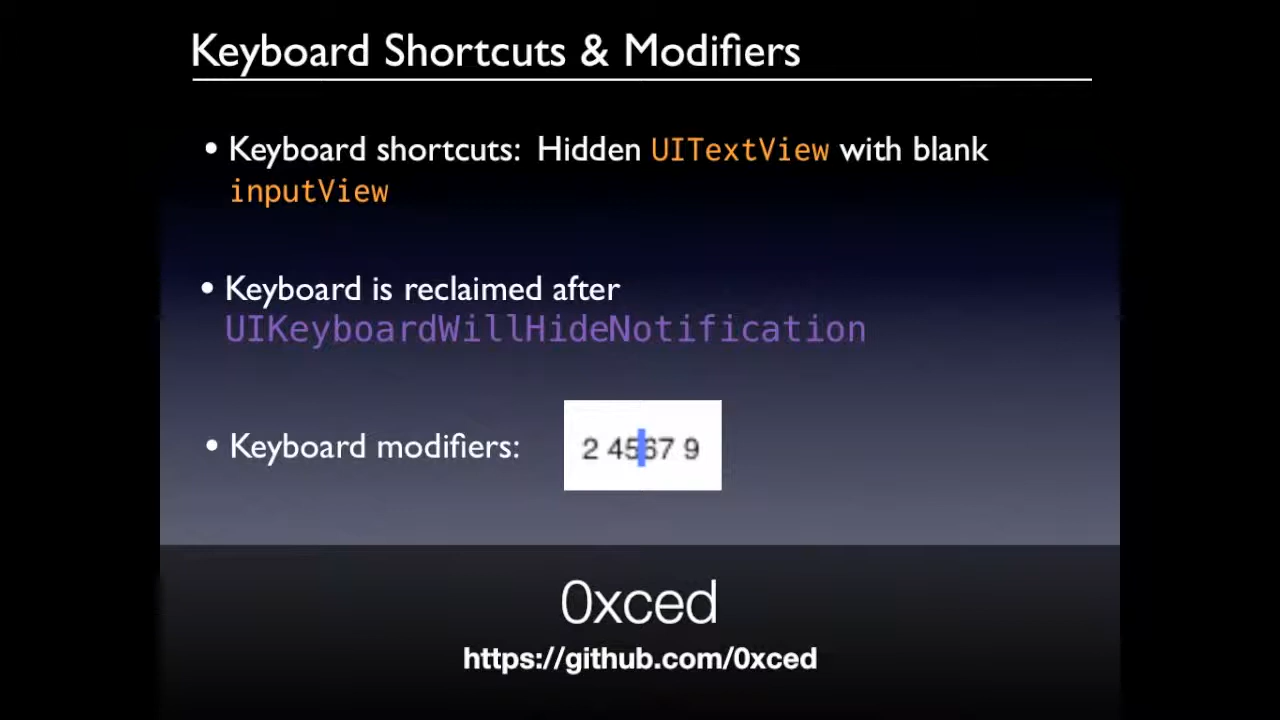 Keyboard Shortcuts & Modifiers
• Keyboard shortcuts: Hidden UITextView with blank
inputView
• Keyboard is reclaimed after
UIKeyboardWillHideNotification
• Keyboard modifiers:
2 4567 9
0xced
https://github.com/0xced